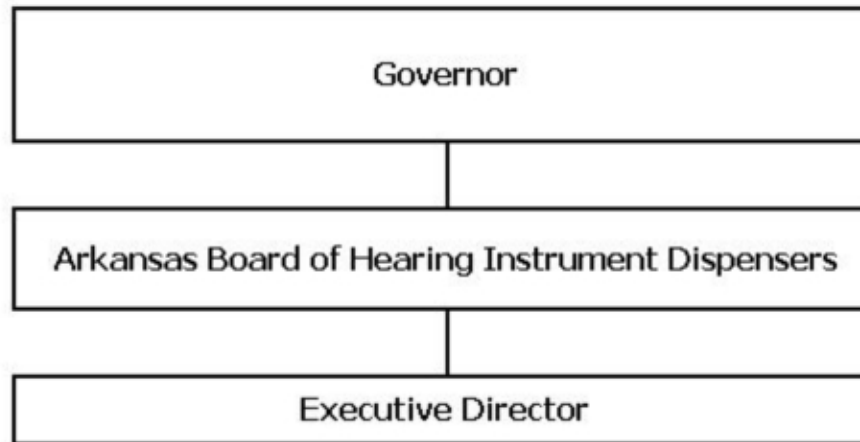 Governor
Arkansas Board of Hearing Instrument Dispensers
Executive Director